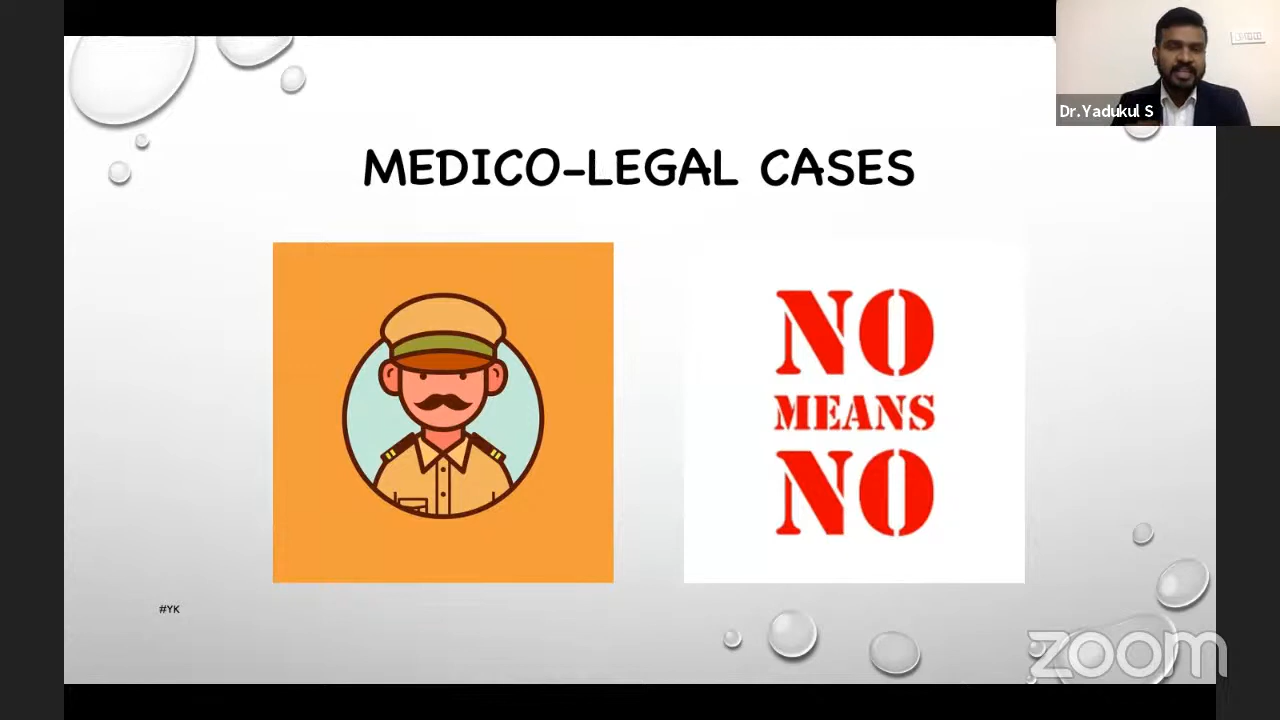 Dr.Yadukul S
MEDICO-LEGAL CASES
NO
MEANS
NO
#YK
zoom